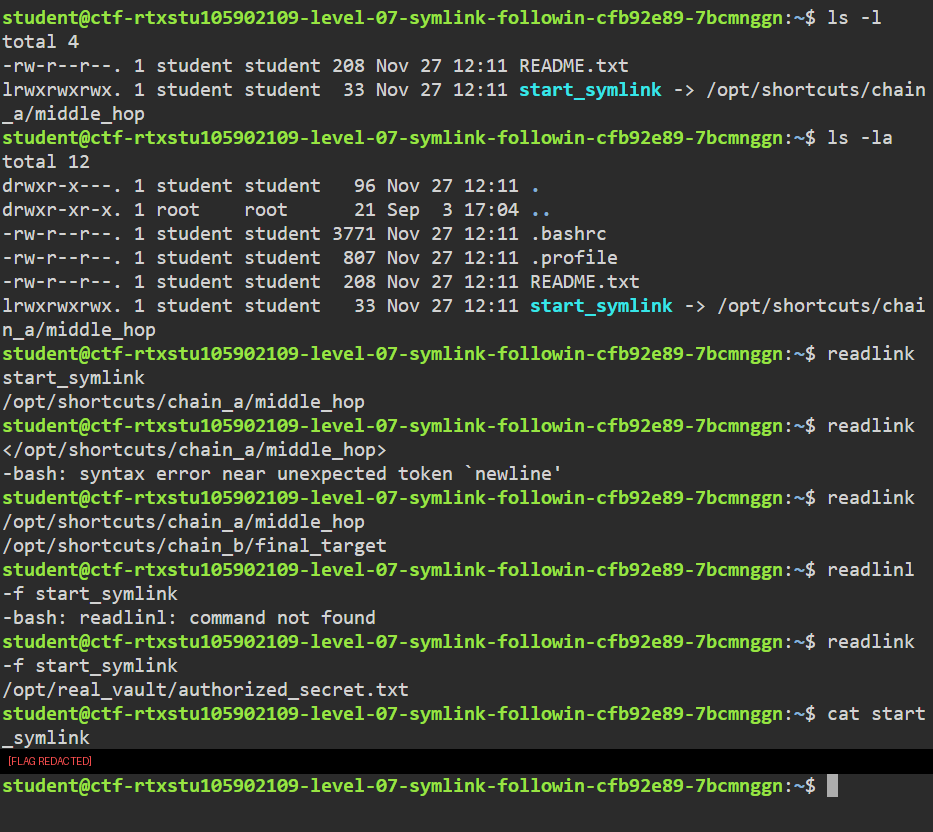 student@ctf-rtxstu105902109-level-07-symlink-followin-cfb92e89-7bcmnggn:~$ ls -l
total 4
-rw-r--r--. 1 student student 208 Nov 27 12:11 README.txt
lrwxrwxrwx. 1 student student  33 Nov 27 12:11 start_symlink -> /opt/shortcuts/chain
_a/middle_hop
student@ctf-rtxstu105902109-level-07-symlink-followin-cfb92e89-7bcmnggn:~$ ls -la
total 12
drwxr-x---. 1 student student   96 Nov 27 12:11 .
drwxr-xr-x. 1 root    root      21 Sep  3 17:04 ..
-rw-r--r--. 1 student student 3771 Nov 27 12:11 .bashrc
-rw-r--r--. 1 student student  807 Nov 27 12:11 .profile
-rw-r--r--. 1 student student  208 Nov 27 12:11 README.txt
lrwxrwxrwx. 1 student student   33 Nov 27 12:11 start_symlink -> /opt/shortcuts/chai
n_a/middle_hop
student@ctf-rtxstu105902109-level-07-symlink-followin-cfb92e89-7bcmnggn:~$ readlink
start_symlink
/opt/shortcuts/chain_a/middle_hop
student@ctf-rtxstu105902109-level-07-symlink-followin-cfb92e89-7bcmnggn:~$ readlink
</opt/shortcuts/chain_a/middle_hop>
-bash: syntax error near unexpected token `newline'
student@ctf-rtxstu105902109-level-07-symlink-followin-cfb92e89-7bcmnggn:~$ readlink
/opt/shortcuts/chain_a/middle_hop
/opt/shortcuts/chain_b/final_target
student@ctf-rtxstu105902109-level-07-symlink-followin-cfb92e89-7bcmnggn:~$ readlinl
-f start_symlink
-bash: readlinl: command not found
student@ctf-rtxstu105902109-level-07-symlink-followin-cfb92e89-7bcmnggn:~$ readlink
-f start_symlink
/opt/real_vault/authorized_secret.txt
student@ctf-rtxstu105902109-level-07-symlink-followin-cfb92e89-7bcmnggn:~$ cat start
_symlink
[FLAG REDACTED]
student@ctf-rtxstu105902109-level-07-symlink-followin-cfb92e89-7bcmnggn:~$